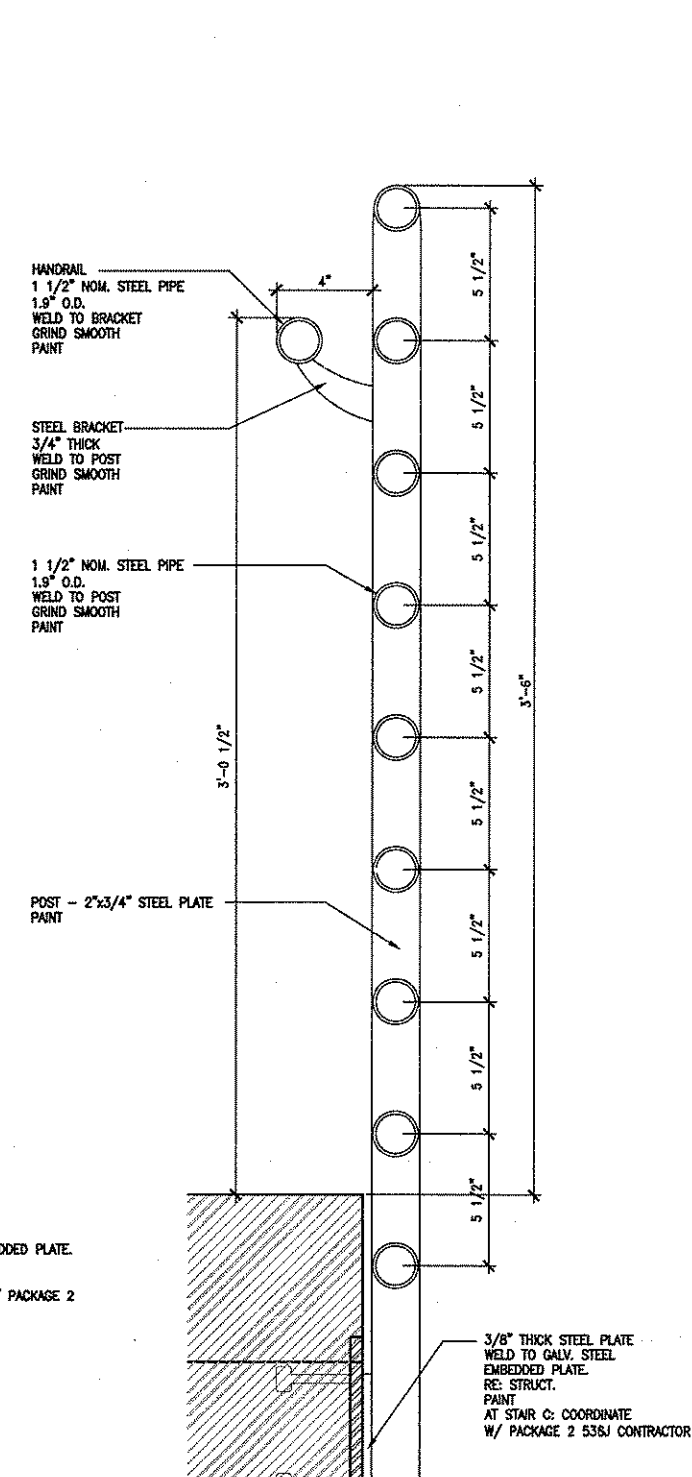 HANDRAIL
1 1/2" NOM. STEEL PIPE
1.9" O.D.
WELD TO BRACKET
GRIND SMOOTH
PAINT
4"
5 1/2"
STEEL BRACKET
3/4" THICK
WELD TO POST
GRIND SMOOTH
PAINT
5 1/2"
5 1/2"
1 1/2" NOM. STEEL PIPE
1.9" O.D.
WELD TO POST
GRIND SMOOTH
PAINT
5 1/2"
3'-6"
3'-0 1/2"
5 1/2"
POST - 2"x3/4" STEEL PLATE
PAINT
5 1/2"
5 1/2"
5 1/2"
DDED PLATE.
PACKAGE 2
3/8" THICK STEEL PLATE
WELD TO GALV. STEEL
EMBEDDED PLATE.
RE: STRUCT.
PAINT
AT STAIR C: COORDINATE
W/ PACKAGE 2 536J CONTRACTOR